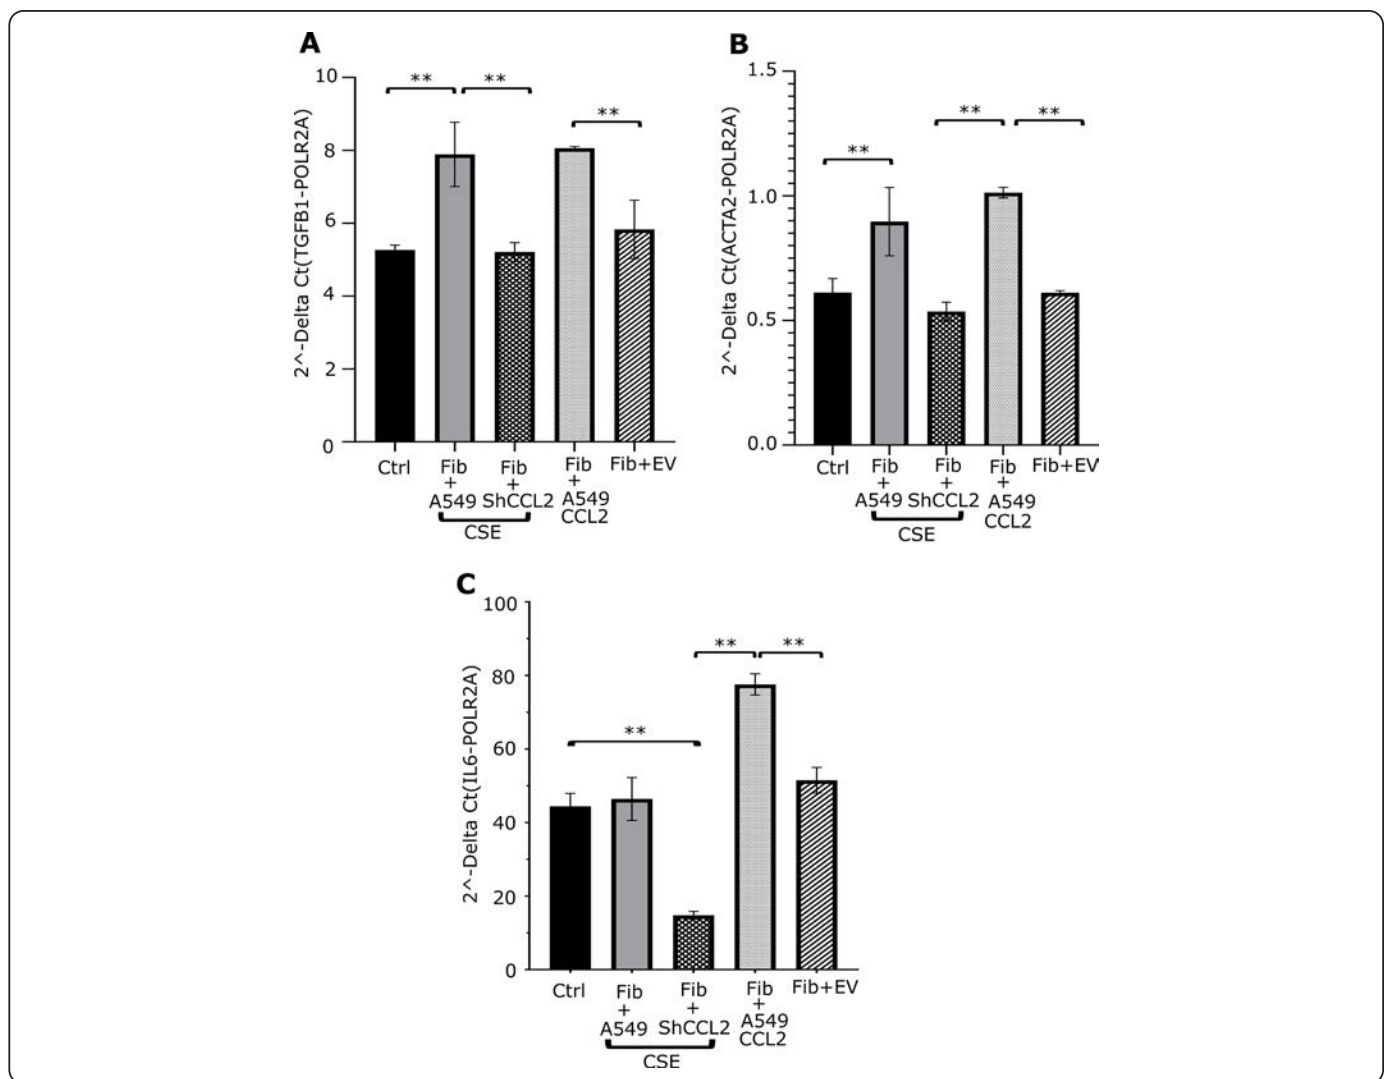 A
2^-Delta Ct(TGFB1-POLR2A)
10
8
6
4
2
0
** **
**
Ctrl
Fib
+
A549
Fib
+
ShCCL2
CSE
Fib
+
A549
CCL2
Fib+EV
B
2^-Delta Ct(ACTA2-POLR2A)
1.5
1.0
0.5
0.0
** **
**
Ctrl
Fib
+
A549
Fib
+
ShCCL2
CSE
Fib
+
A549
CCL2
Fib+EV
C
2^-Delta Ct(IL6-POLR2A)
100
80
60
40
20
0
** **
**
Ctrl
Fib
+
A549
Fib
+
ShCCL2
CSE
Fib
+
A549
CCL2
Fib+EV